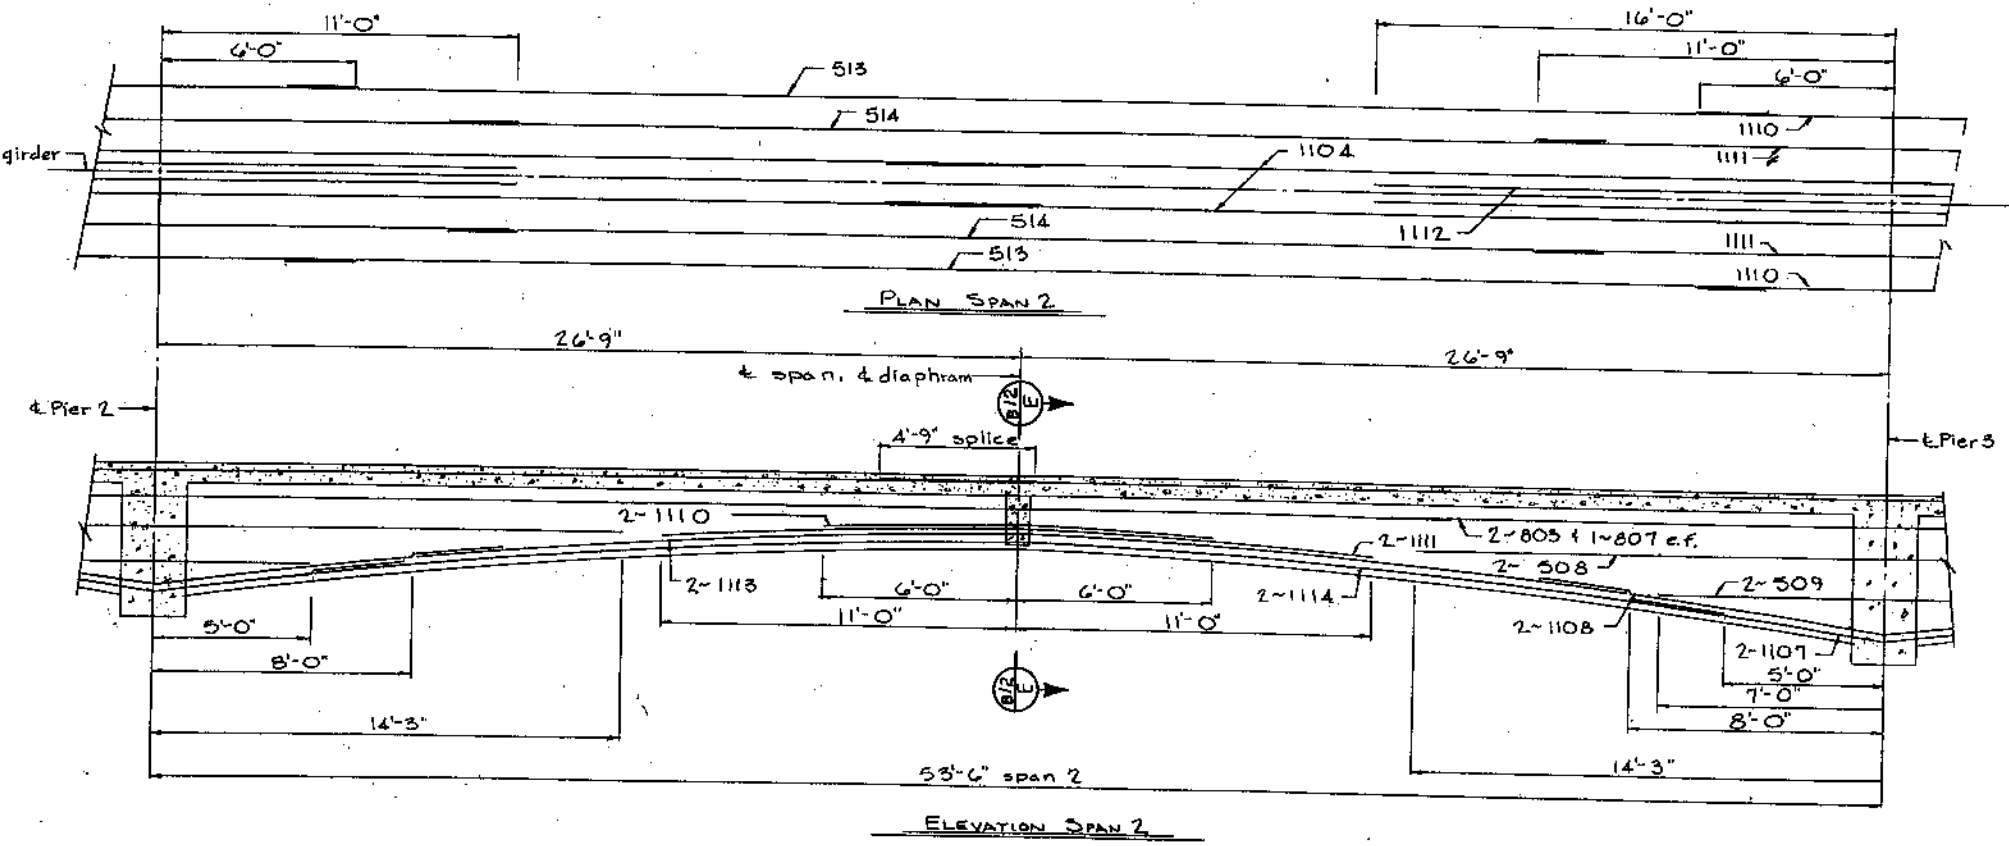 11'-0"
16'-0"
6'-0"
11'-0"
6'-0"
513
514
1110
girder
1104
1111
514
1112
1111
513
1110
PLAN SPAN 2
26'-9"
26'-9"
℄ span, ℄ diaphram
B12
E
℄ Pier 2
4'-9" splice
℄ Pier 3
2~1110
2~1111
2~805 & 1~807 e.f.
2~508
2~1113
6'-0"
6'-0"
2~1114
2~509
11'-0"
11'-0"
2~1108
5'-0"
2~1107
8'-0"
5'-0"
B12
E
7'-0"
14'-3"
8'-0"
53'-6" span 2
14'-3"
ELEVATION SPAN 2